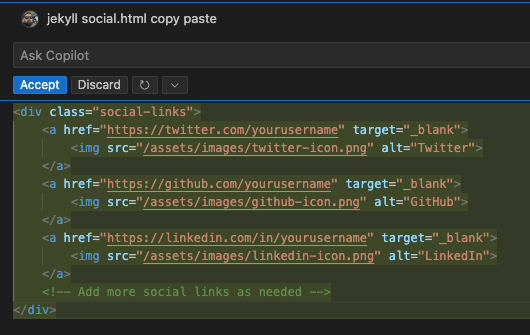 jekyll social.html copy paste
Ask Copilot
Accept Discard
<div class="social-links">
<a href="https://twitter.com/yourusername" target="_blank">
<img src="/assets/images/twitter-icon.png" alt="Twitter">
</a>
<a href="https://github.com/yourusername" target="_blank">
<img src="/assets/images/github-icon.png" alt="GitHub">
</a>
<a href="https://linkedin.com/in/yourusername" target="_blank">
<img src="/assets/images/linkedin-icon.png" alt="LinkedIn">
</a>
<!-- Add more social links as needed -->
</div>